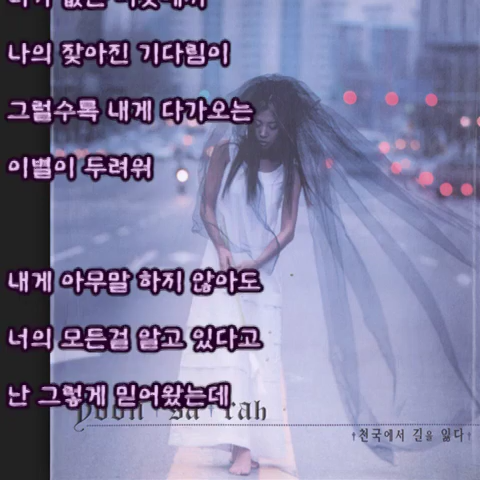 나의 잦아진 기다림이
그럴수록 내게 다가오는
이별이 두려워
내게 아무말 하지 않아도
너의 모든걸 알고 있다고
난 그렇게 믿어왔는데
yoon sa rah
†천국에서 길을 잃다†